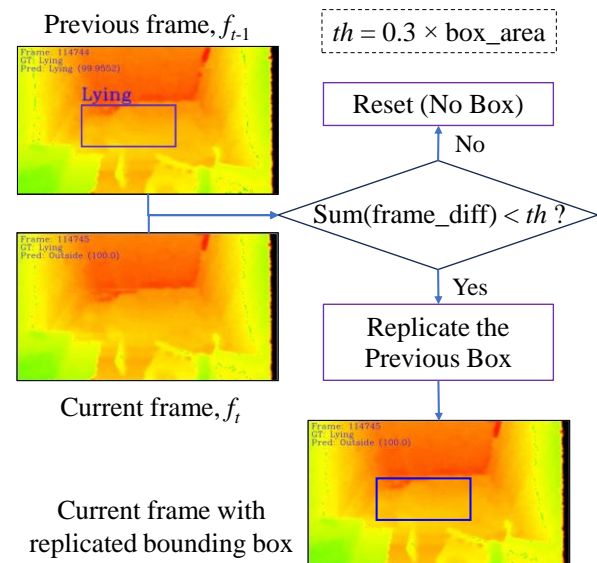 Previous frame, f_{t-1}
th = 0.3 × box_area
Frame: 114744
GT: Lying
Pred: Lying (99.9552)
Lying
Reset (No Box)
No
Sum(frame_diff) < th ?
Frame: 114745
GT: Lying
Pred: Outside (100.0)
Yes
Replicate the
Previous Box
Current frame, f_t
Frame: 114745
GT: Lying
Pred: Outside (100.0)
Current frame with
replicated bounding box